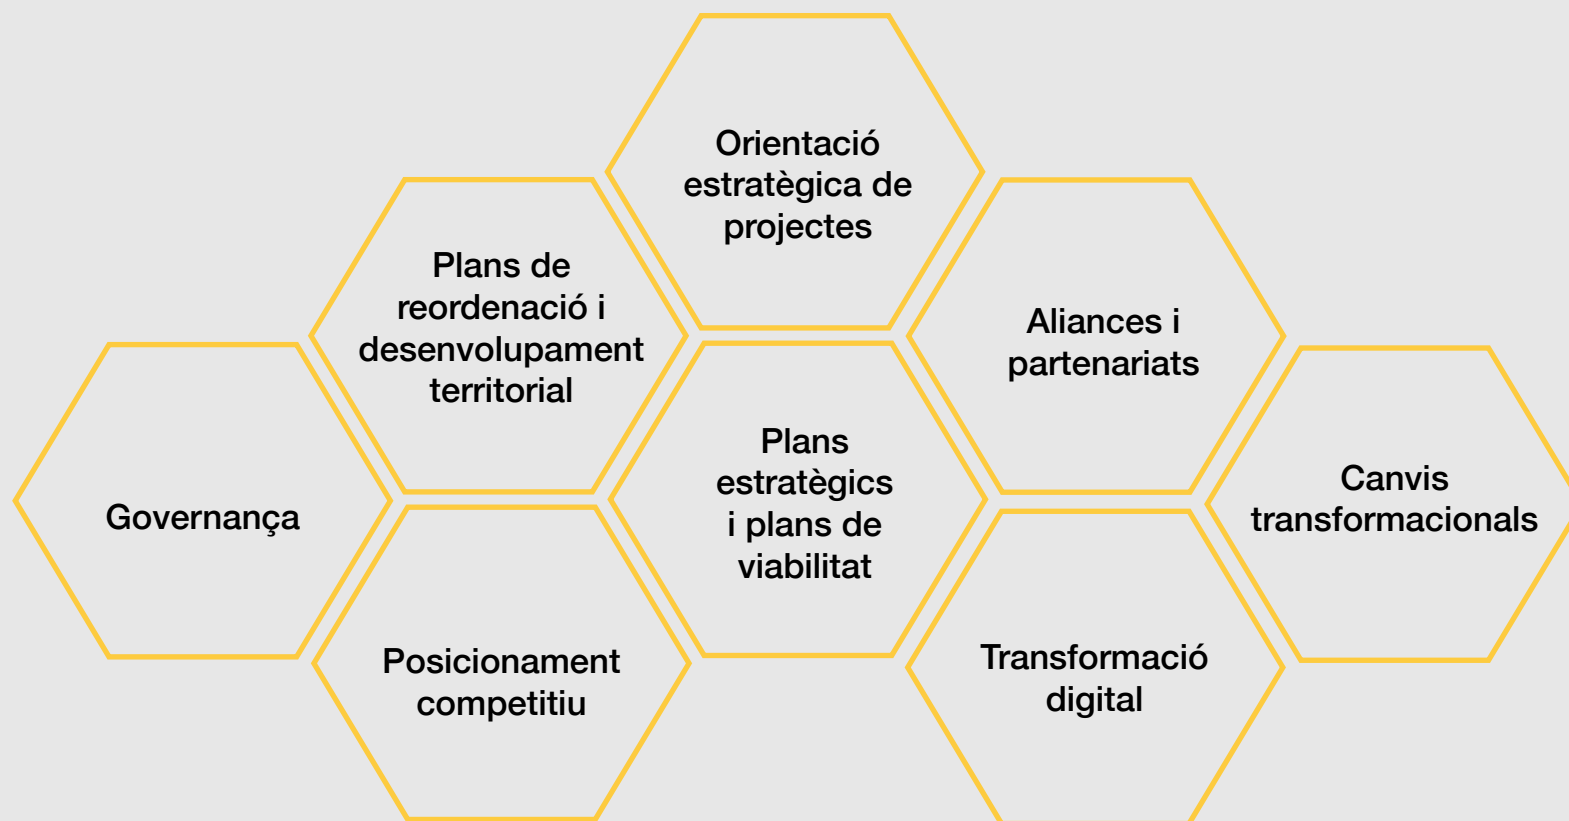 Orientació
estratègica de
projectes
Plans de
reordenació i
desenvolupament
territorial
Aliances i
partenariats
Governança
Plans
estratègics
i plans de
viabilitat
Canvis
transformacionals
Posicionament
competitiu
Transformació
digital